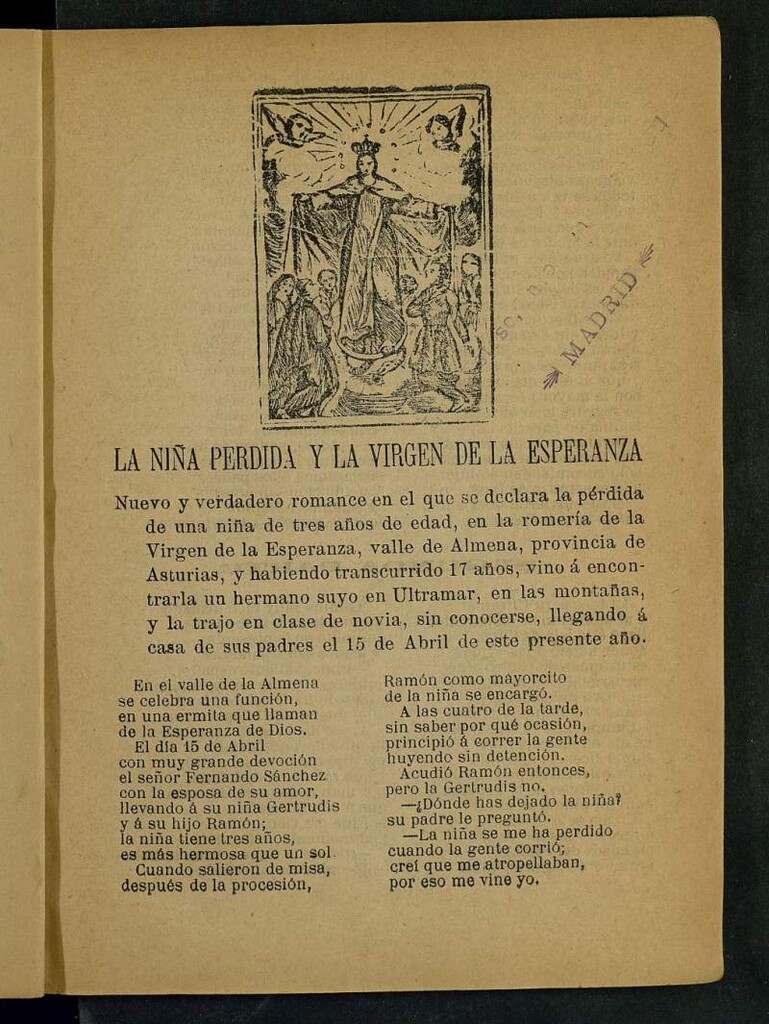 MADRID
LA NIÑA PERDIDA Y LA VIRGEN DE LA ESPERANZA
Nuevo y verdadero romance en el que se declara la pérdida
de una niña de tres años de edad, en la romería de la
Virgen de la Esperanza, valle de Almena, provincia de
Asturias, y habiendo transcurrido 17 años, vino á encon-
trarla un hermano suyo en Ultramar, en las montañas,
y la trajo en clase de novia, sin conocerse, llegando á
casa de sus padres el 15 de Abril de este presente año.
En el valle de la Almena
se celebra una función,
en una ermita que llaman
de la Esperanza de Dios.
El día 15 de Abril
con muy grande devoción
el señor Fernando Sánchez
con la esposa de su amor,
llevando á su niña Gertrudis
y á su hijo Ramón;
la niña tiene tres años,
es más hermosa que un sol
Cuando salieron de misa,
después de la procesión,
Ramón como mayorcito
de la niña se encargó.
A las cuatro de la tarde,
sin saber por qué ocasión,
principió á correr la gente
huyendo sin detención.
Acudió Ramón entonces,
pero la Gertrudis no.
—¿Dónde has dejado la niña?
su padre le preguntó.
—La niña se me ha perdido
cuando la gente corrió;
creí que me atropellaban,
por eso me vine yo.